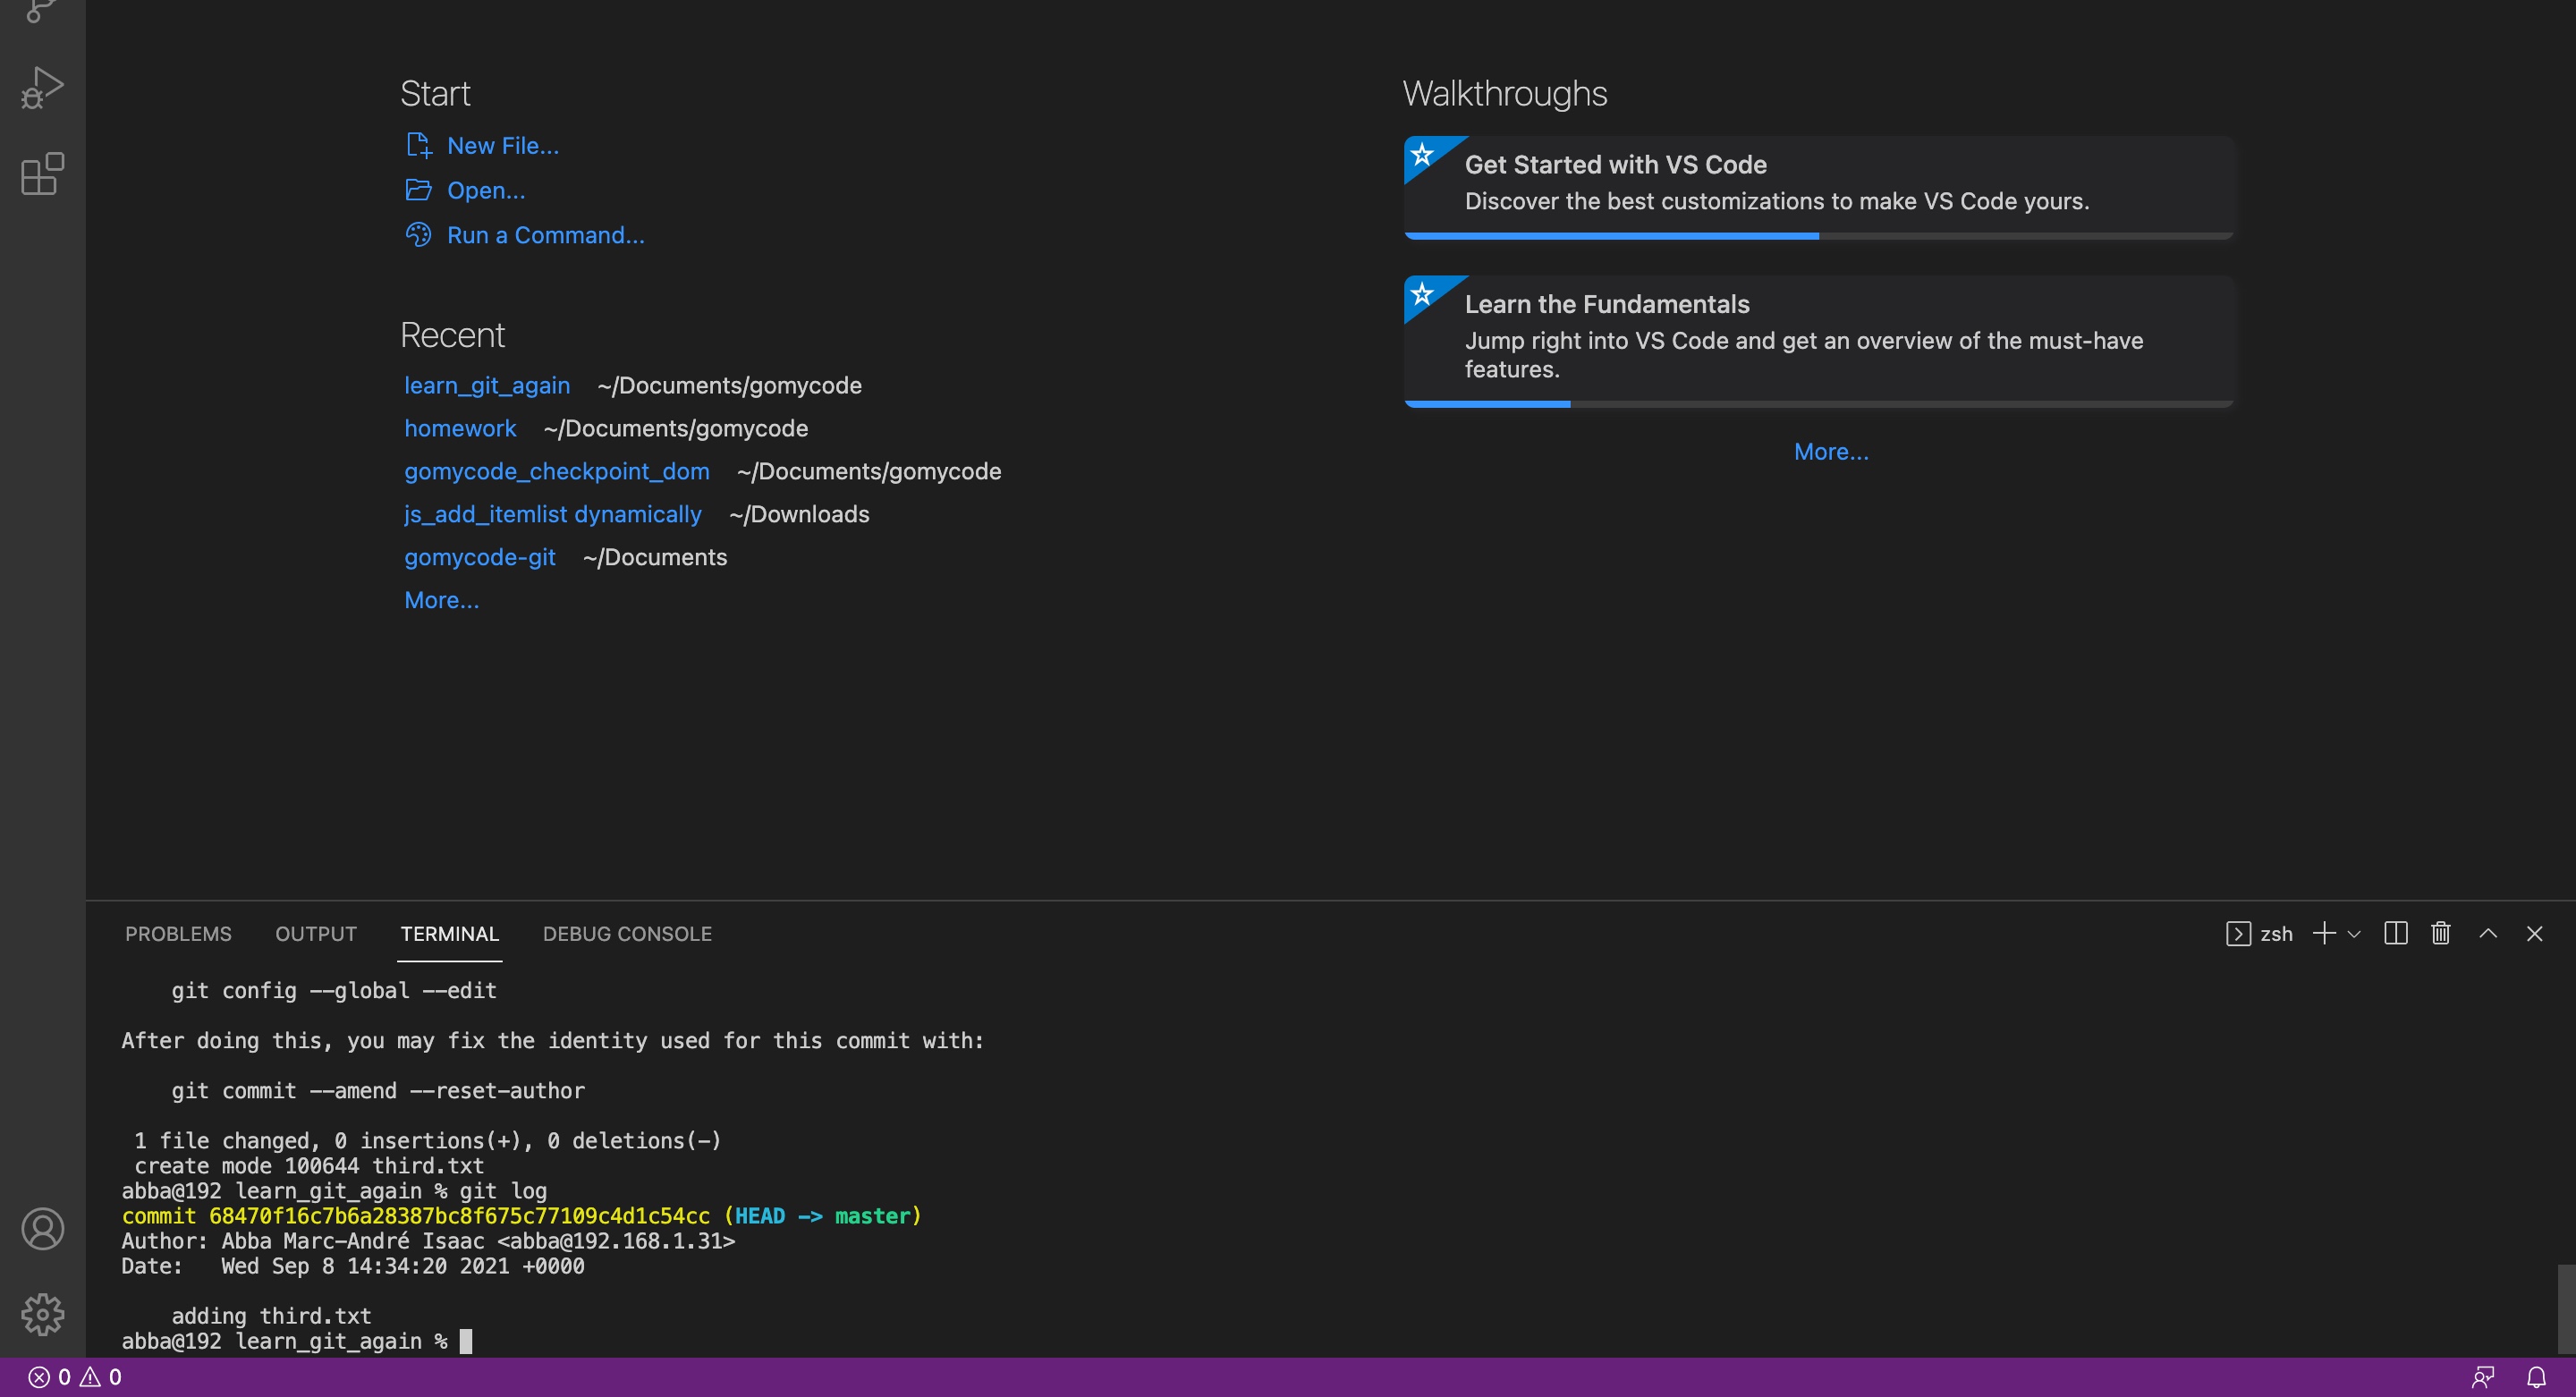 Start
New File...
Open...
Run a Command...
Recent
learn_git_again ~/Documents/gomycode
homework ~/Documents/gomycode
gomycode_checkpoint_dom ~/Documents/gomycode
js_add_itemlist dynamically ~/Downloads
gomycode-git ~/Documents
More...
Walkthroughs
Get Started with VS Code
Discover the best customizations to make VS Code yours.
Learn the Fundamentals
Jump right into VS Code and get an overview of the must-have
features.
More...
PROBLEMS OUTPUT TERMINAL DEBUG CONSOLE zsh
git config --global --edit
After doing this, you may fix the identity used for this commit with:
git commit --amend --reset-author
1 file changed, 0 insertions(+), 0 deletions(-)
create mode 100644 third.txt
abba@192 learn_git_again % git log
commit 68470f16c7b6a28387bc8f675c77109c4d1c54cc (HEAD -> master)
Author: Abba Marc-André Isaac <abba@192.168.1.31>
Date:   Wed Sep 8 14:34:20 2021 +0000
adding third.txt
abba@192 learn_git_again %
0 0